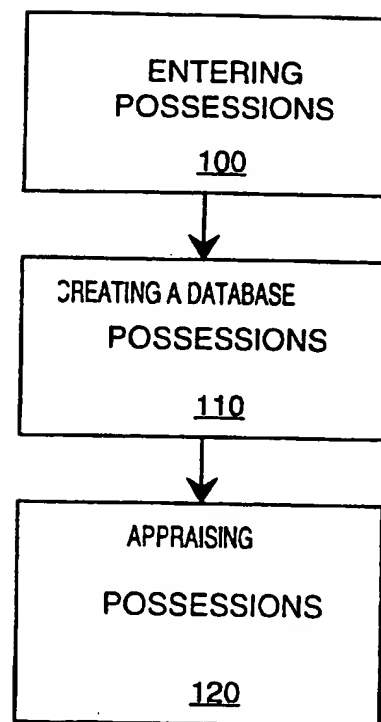 ENTERING
POSSESSIONS
100
CREATING A DATABASE
POSSESSIONS
110
APPRAISING
POSSESSIONS
120